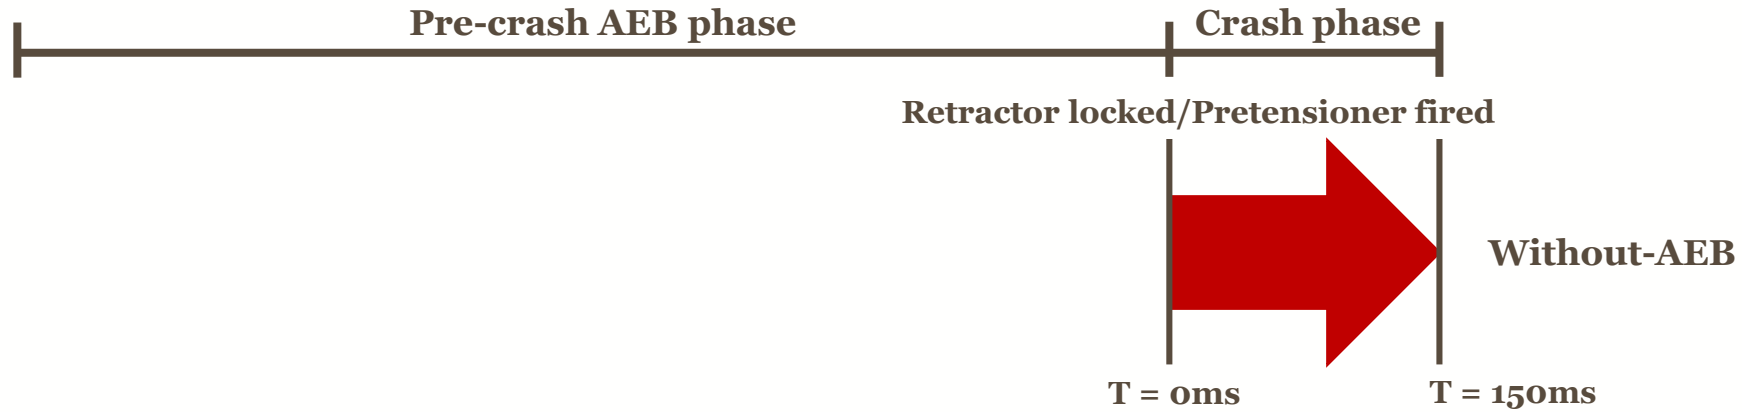 Pre-crash AEB phase
Crash phase
Retractor locked/Pretensioner fired
Without-AEB
T = 0ms
T = 150ms